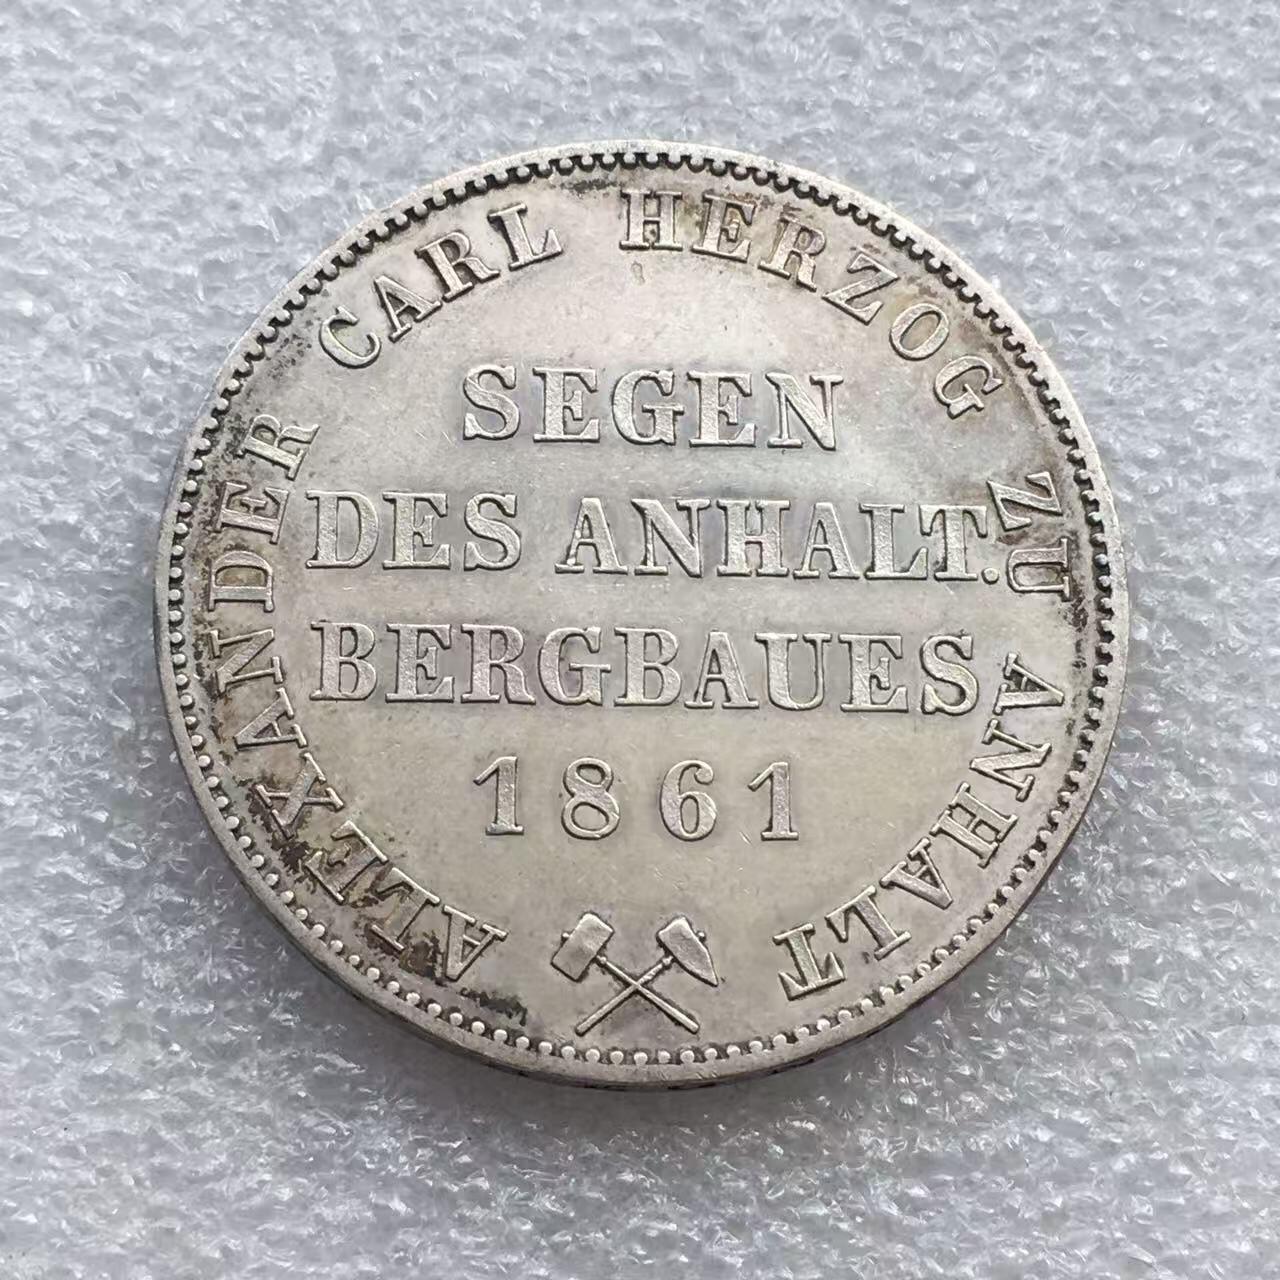 ALEXANDER CARL HERZOG ZU ANHALT
SEGEN
DES ANHALT.
BERGBAUES
1861